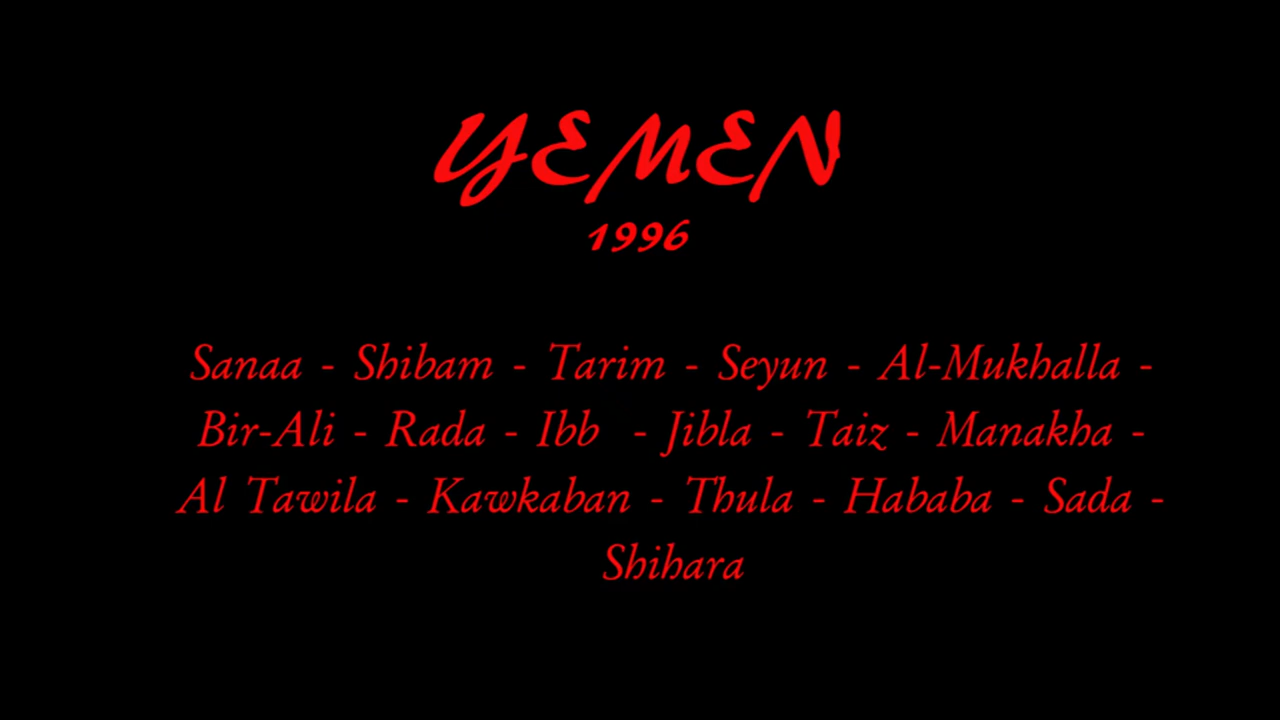 YEMEN
1996
Sanaa - Shibam - Tarim - Seyun - Al-Mukhalla -
Bir-Ali - Rada - Ibb - Jibla - Taiz - Manakha -
Al Tawila - Kawkaban - Thula - Hababa - Sada -
Shihara